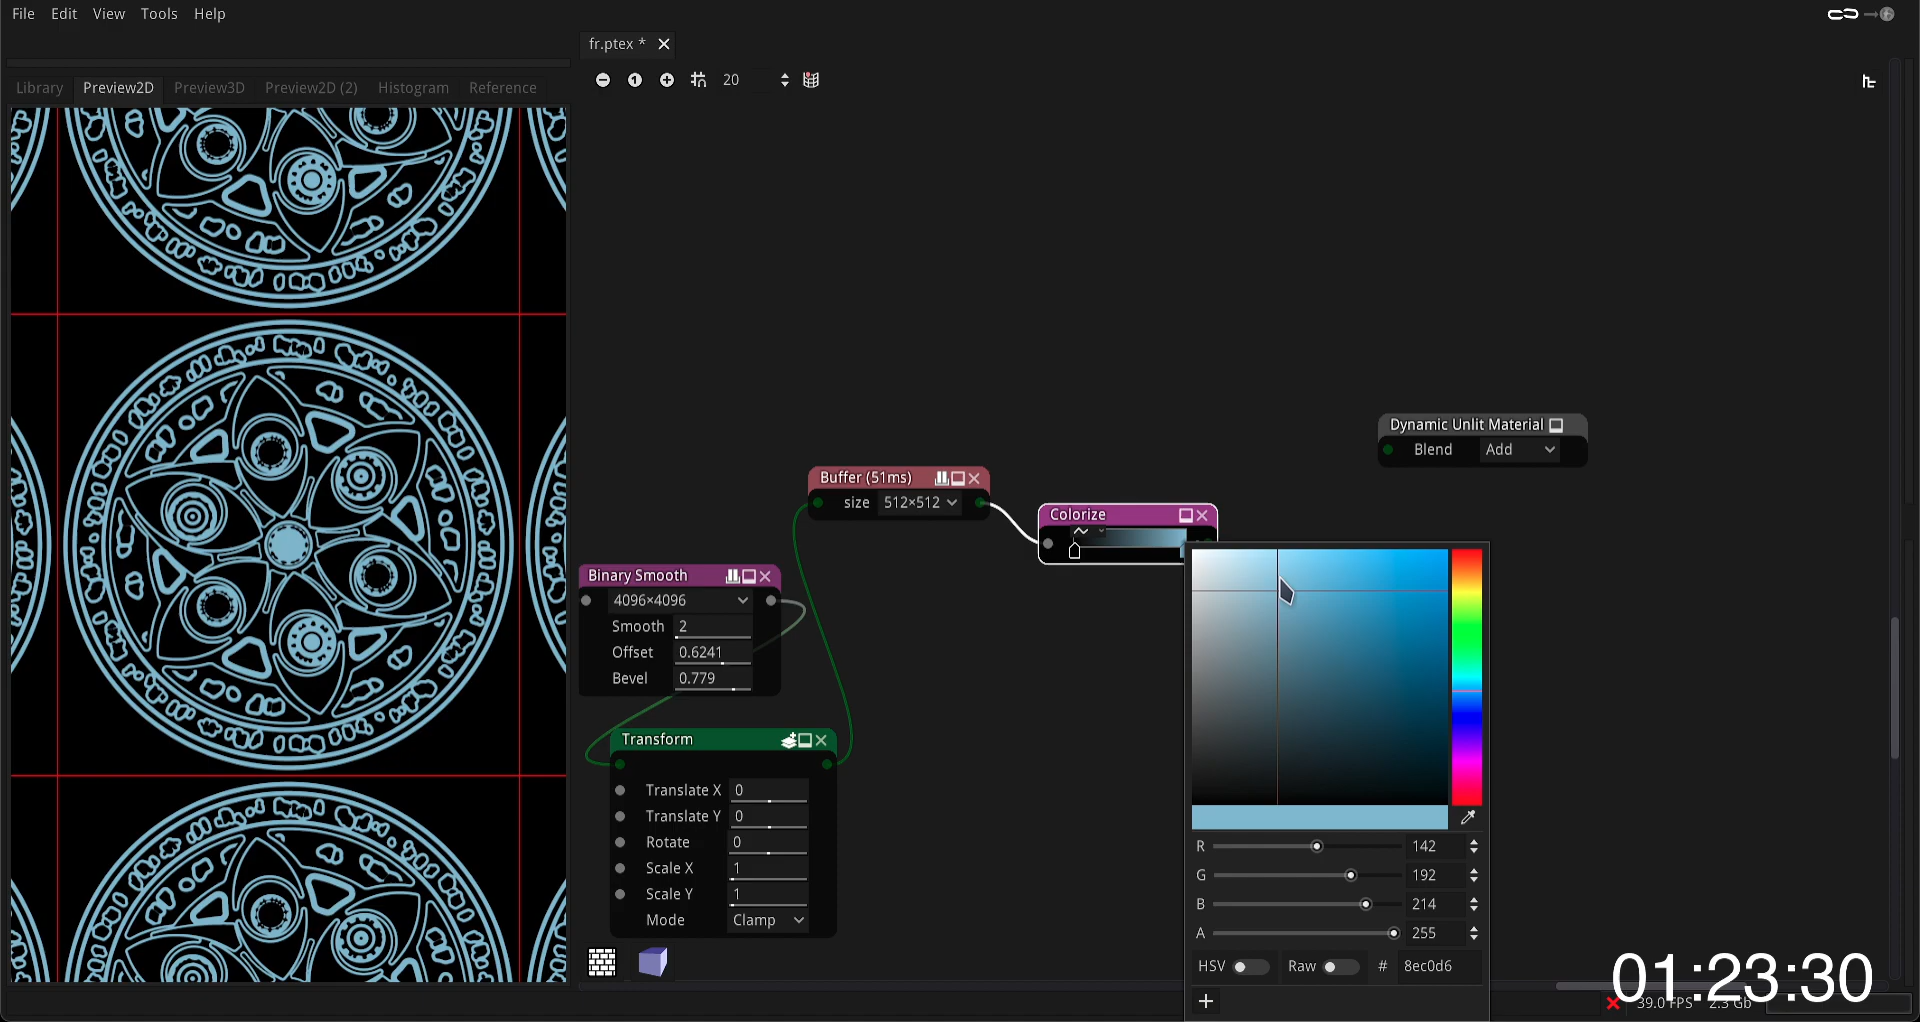 File Edit View Tools Help
fr.ptex * 
20
Library Preview2D Preview3D Preview2D (2) Histogram Reference
Dynamic Unlit Material
Blend Add
Buffer (51ms)
size 512×512
Colorize
Binary Smooth
4096×4096
Smooth 2
Offset 0.6241
Bevel 0.779
Transform
Translate X 0
Translate Y 0
Rotate 0
Scale X 1
Scale Y 1
Mode Clamp
R 142
G 192
B 214
A 255
HSV Raw # 8ec0d6
01:23:30
39.0 FPS 2.3 Gb